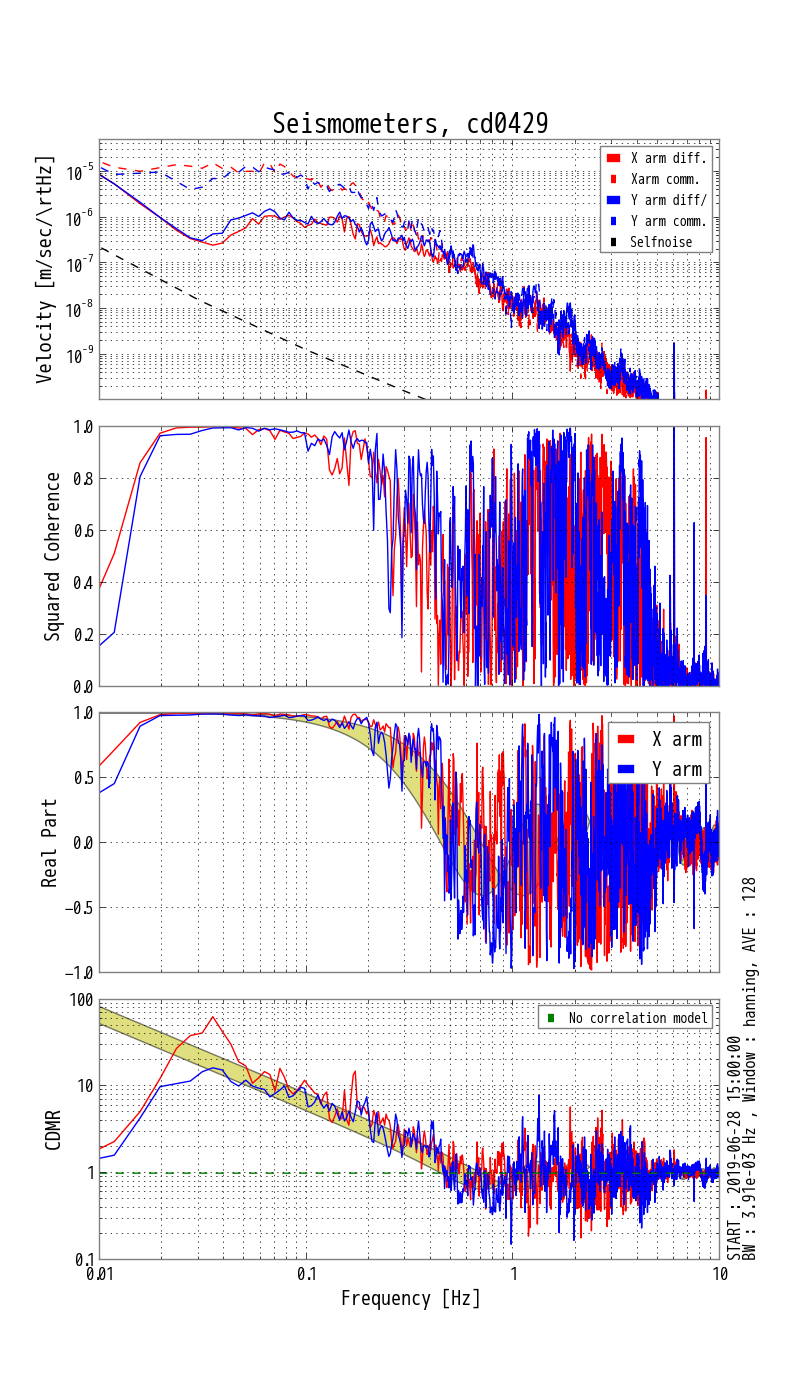 Seismometers, cd0429
Velocity [m/sec/√rtHz]
10^-5
10^-6
10^-7
10^-8
10^-9
X arm diff.
Xarm comm.
Y arm diff/
Y arm comm.
Selfnoise
Squared Coherence
1.0
0.8
0.6
0.4
0.2
0.0
Real Part
1.0
0.5
0.0
−0.5
−1.0
X arm
Y arm
CDMR
100
10
1
0.1
No correlation model
0.01
0.1
1
10
Frequency [Hz]
START : 2019-06-28 15:00:00
BW : 3.91e-03 Hz , Window : hanning, AVE : 128